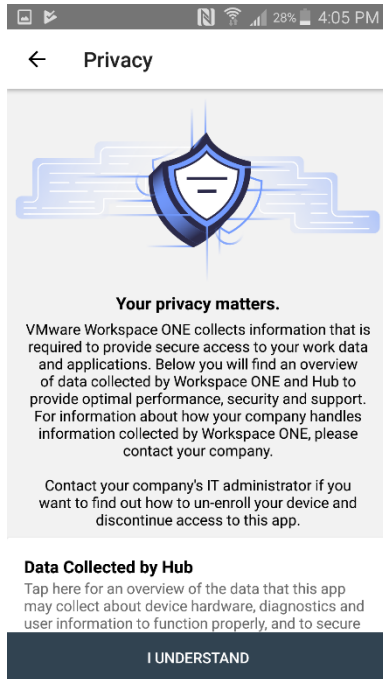 28% 4:05 PM
Privacy
Your privacy matters.
VMware Workspace ONE collects information that is
required to provide secure access to your work data
and applications. Below you will find an overview
of data collected by Workspace ONE and Hub to
provide optimal performance, security and support.
For information about how your company handles
information collected by Workspace ONE, please
contact your company.
Contact your company's IT administrator if you
want to find out how to un-enroll your device and
discontinue access to this app.
Data Collected by Hub
Tap here for an overview of the data that this app
may collect about device hardware, diagnostics and
user information to function properly, and to secure
I UNDERSTAND